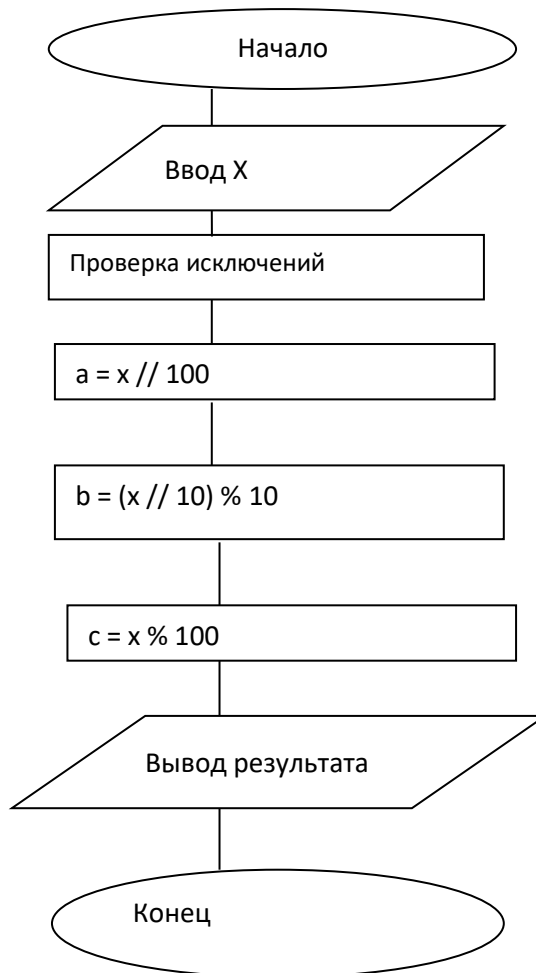 Начало
Ввод X
Проверка исключений
a = x // 100
b = (x // 10) % 10
c = x % 100
Вывод результата
Конец